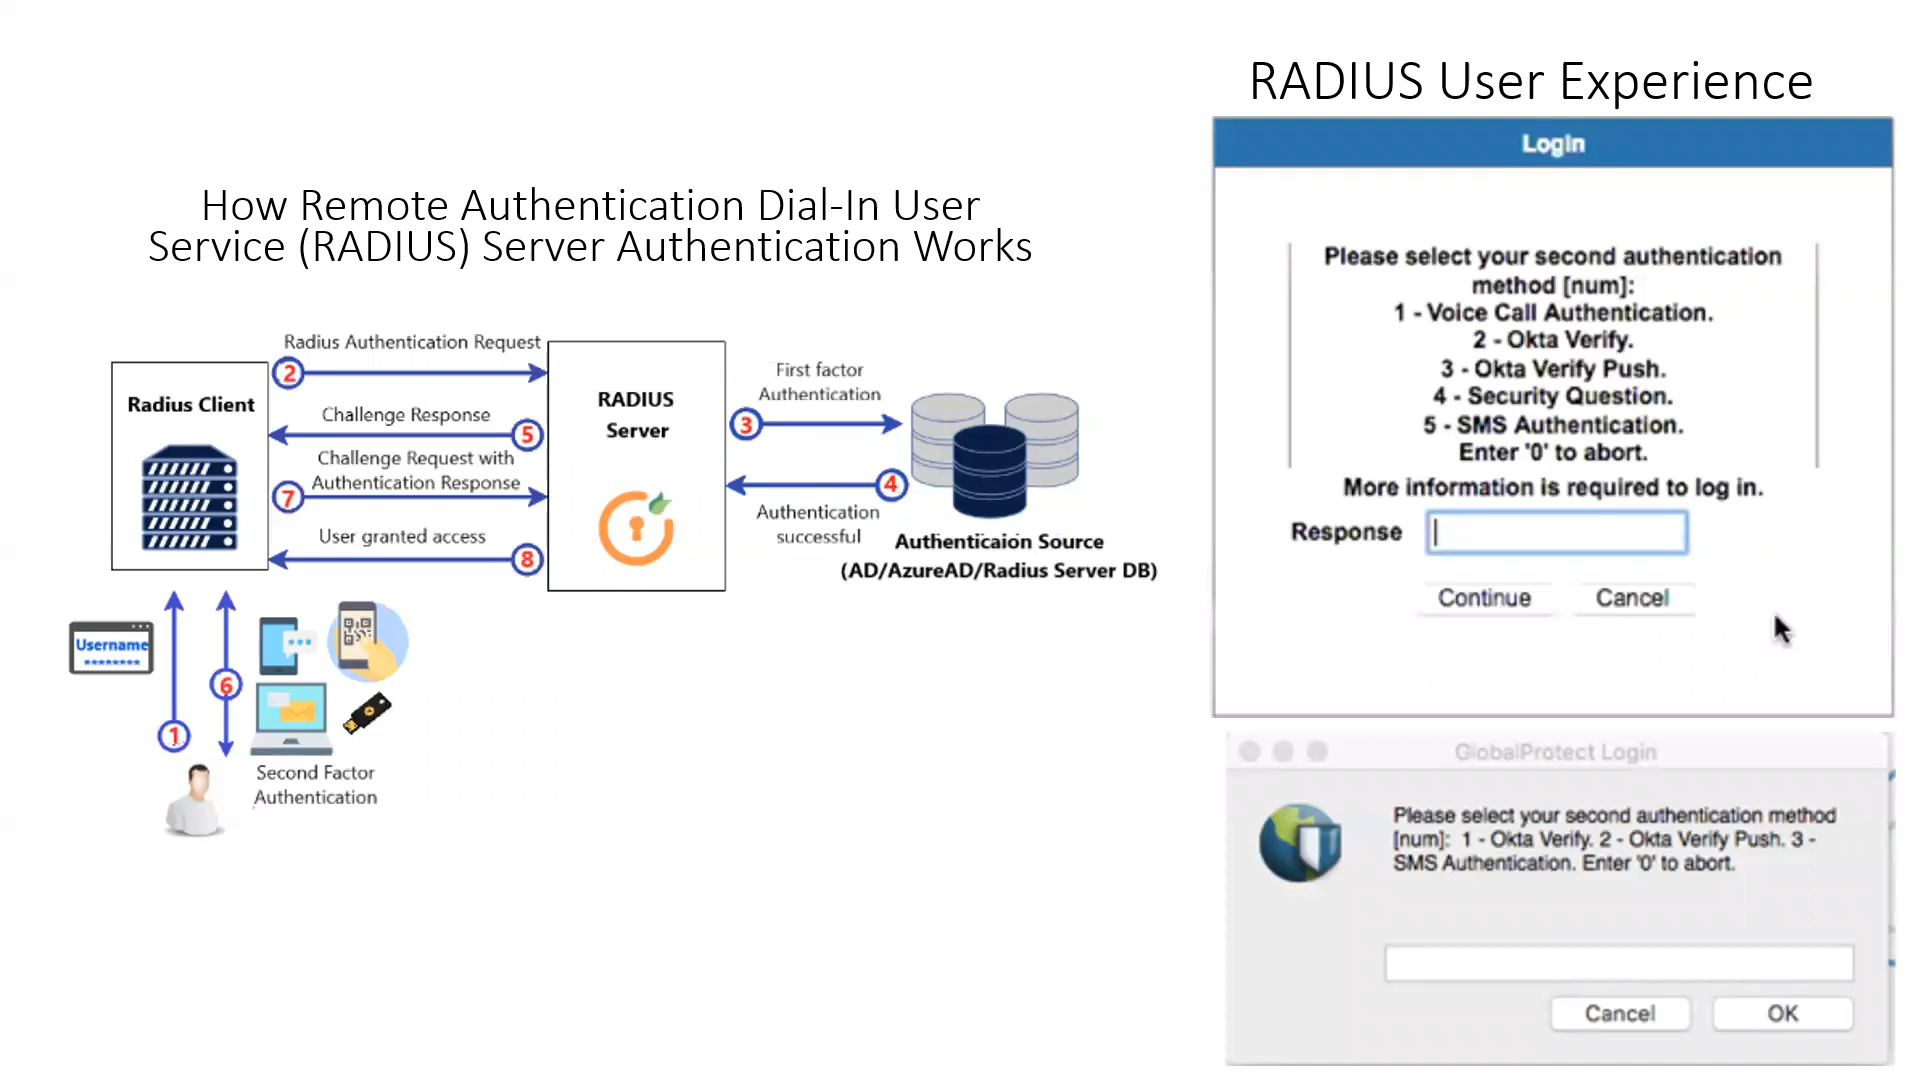 How Remote Authentication Dial-In User
Service (RADIUS) Server Authentication Works
Radius Client
Radius Authentication Request
2
Challenge Response
5
Challenge Request with
Authentication Response
7
User granted access
8
RADIUS
Server
First factor
Authentication
3
4
Authentication
successful
Authenticaion Source
(AD/AzureAD/Radius Server DB)
Username
********
1
6
Second Factor
Authentication
RADIUS User Experience
LogIn
Please select your second authentication
method [num]:
1 - Voice Call Authentication.
2 - Okta Verify.
3 - Okta Verify Push.
4 - Security Question.
5 - SMS Authentication.
Enter '0' to abort.
More information is required to log in.
Response
Continue Cancel
GlobalProtect Login
Please select your second authentication method
[num]: 1 - Okta Verify. 2 - Okta Verify Push. 3 -
SMS Authentication. Enter '0' to abort.
Cancel OK